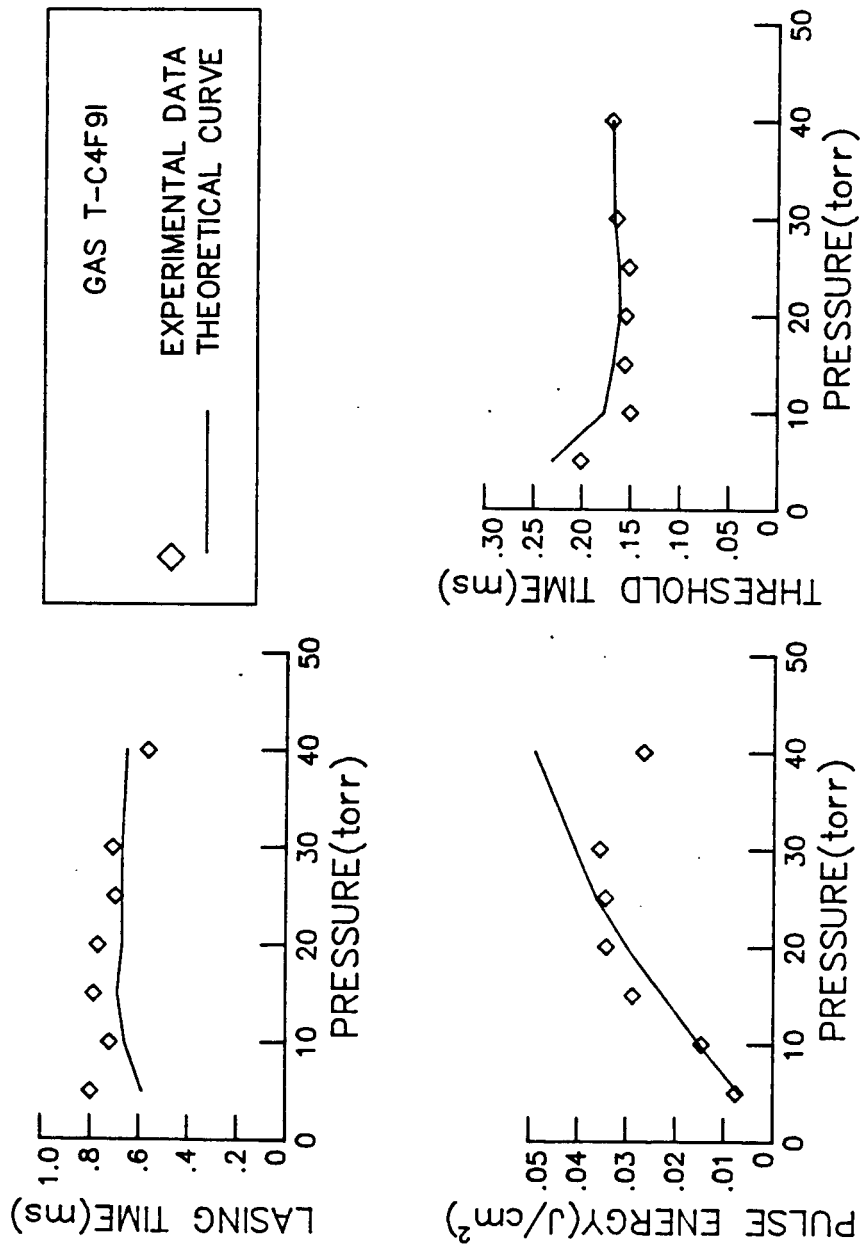 1.0
.8
.6
.4
.2
0
LASING TIME(ms)
0 10 20 30 40 50
PRESSURE(torr)
GAS T-C4F9I
EXPERIMENTAL DATA
THEORETICAL CURVE
.05
.04
.03
.02
.01
0
PULSE ENERGY(J/cm²)
0 10 20 30 40 50
PRESSURE(torr)
.30
.25
.20
.15
.10
.05
0
THRESHOLD TIME(ms)
0 10 20 30 40 50
PRESSURE(torr)